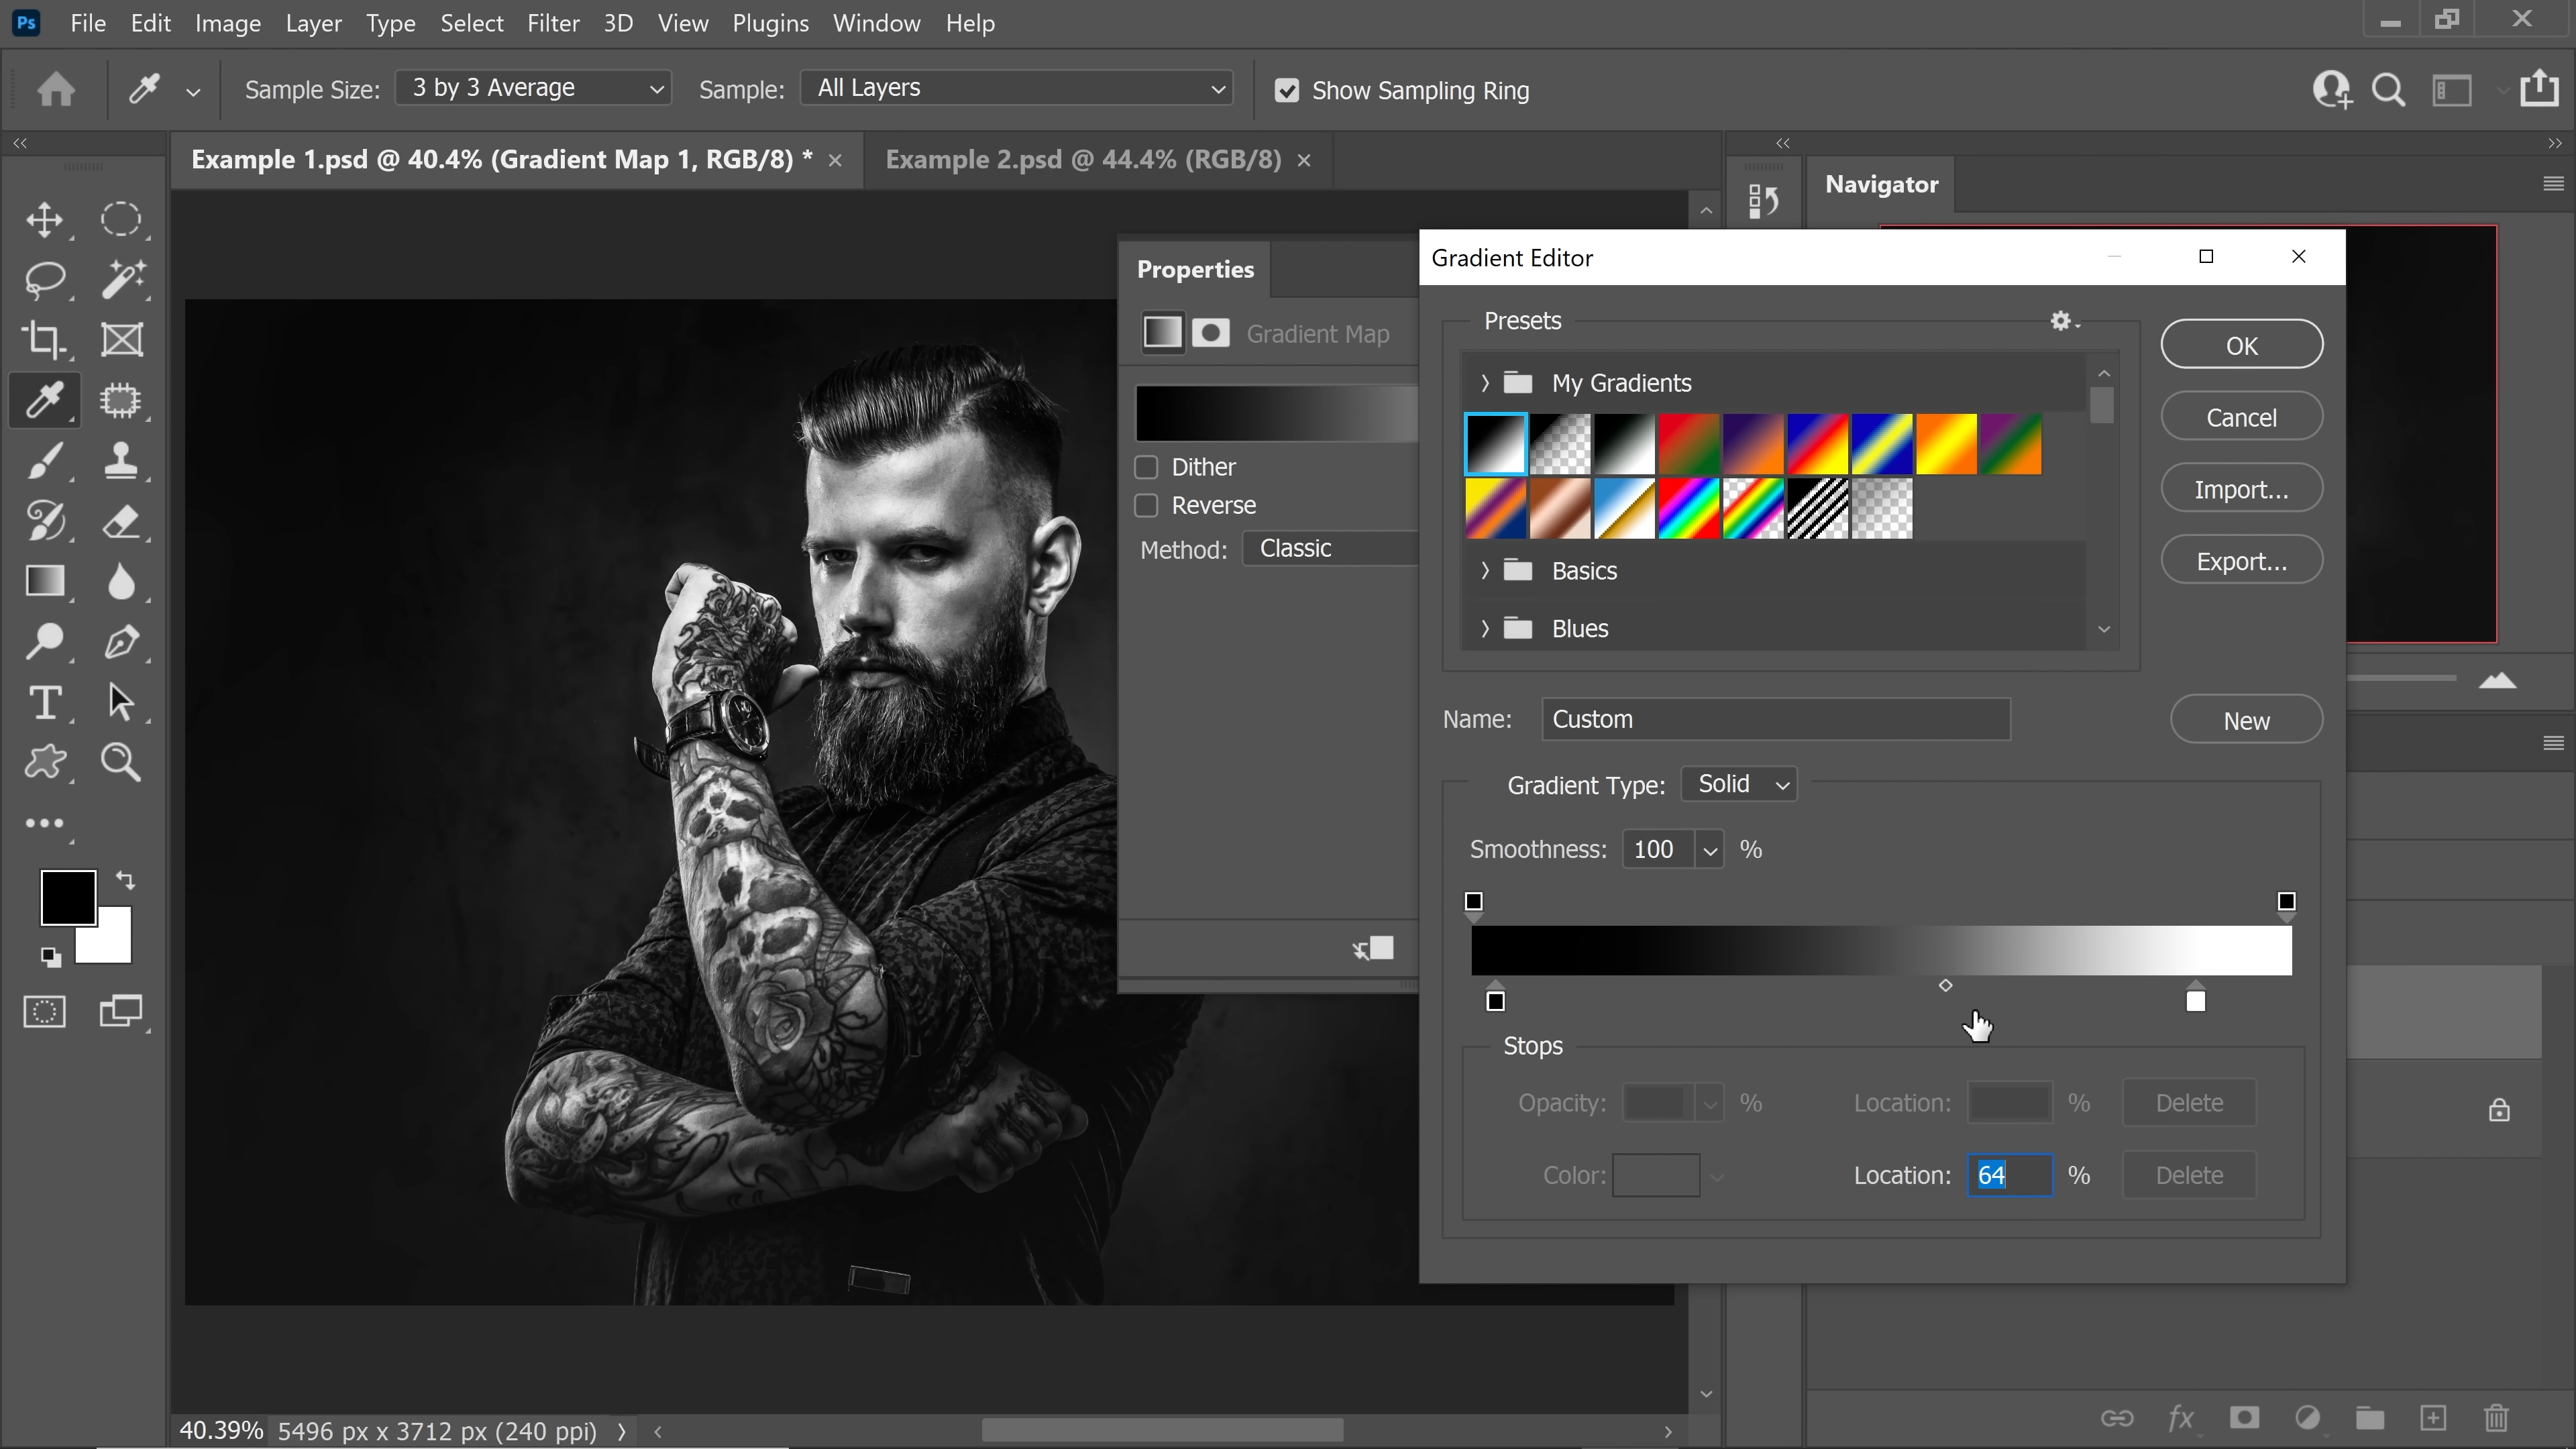 Ps File Edit Image Layer Type Select Filter 3D View Plugins Window Help
Sample Size: 3 by 3 Average Sample: All Layers Show Sampling Ring
Example 1.psd @ 40.4% (Gradient Map 1, RGB/8) * Example 2.psd @ 44.4% (RGB/8)
Navigator
Properties
Gradient Map
Dither
Reverse
Method: Classic
Gradient Editor
Presets
My Gradients
Basics
Blues
OK
Cancel
Import...
Export...
Name: Custom
New
Gradient Type: Solid
Smoothness: 100 %
Stops
Opacity: % Location: % Delete
Color: Location: 64 % Delete
40.39% 5496 px x 3712 px (240 ppi)
fx